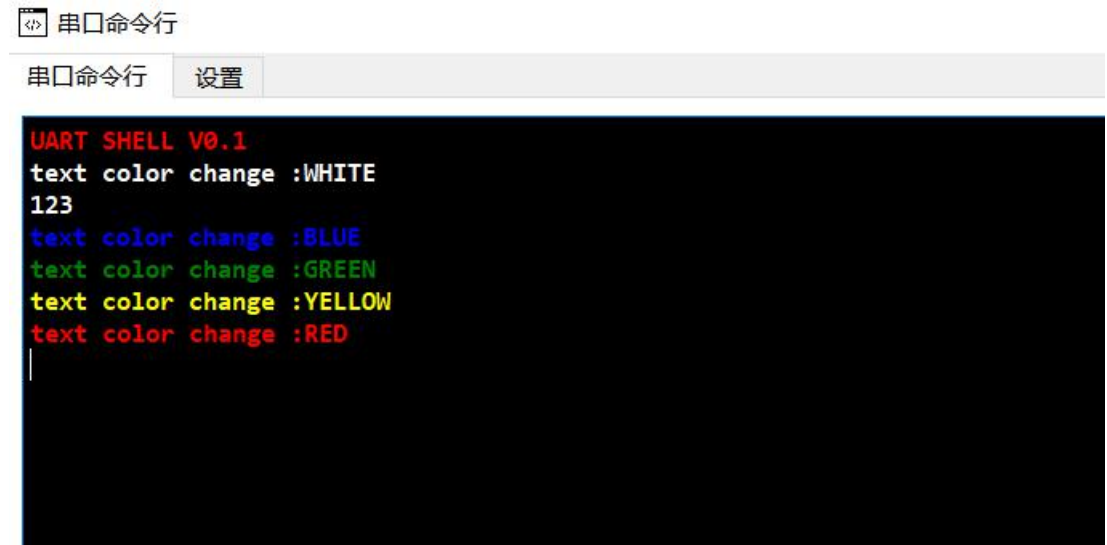 串口命令行
串口命令行 设置
UART SHELL V0.1
text color change :WHITE
123
text color change :BLUE
text color change :GREEN
text color change :YELLOW
text color change :RED